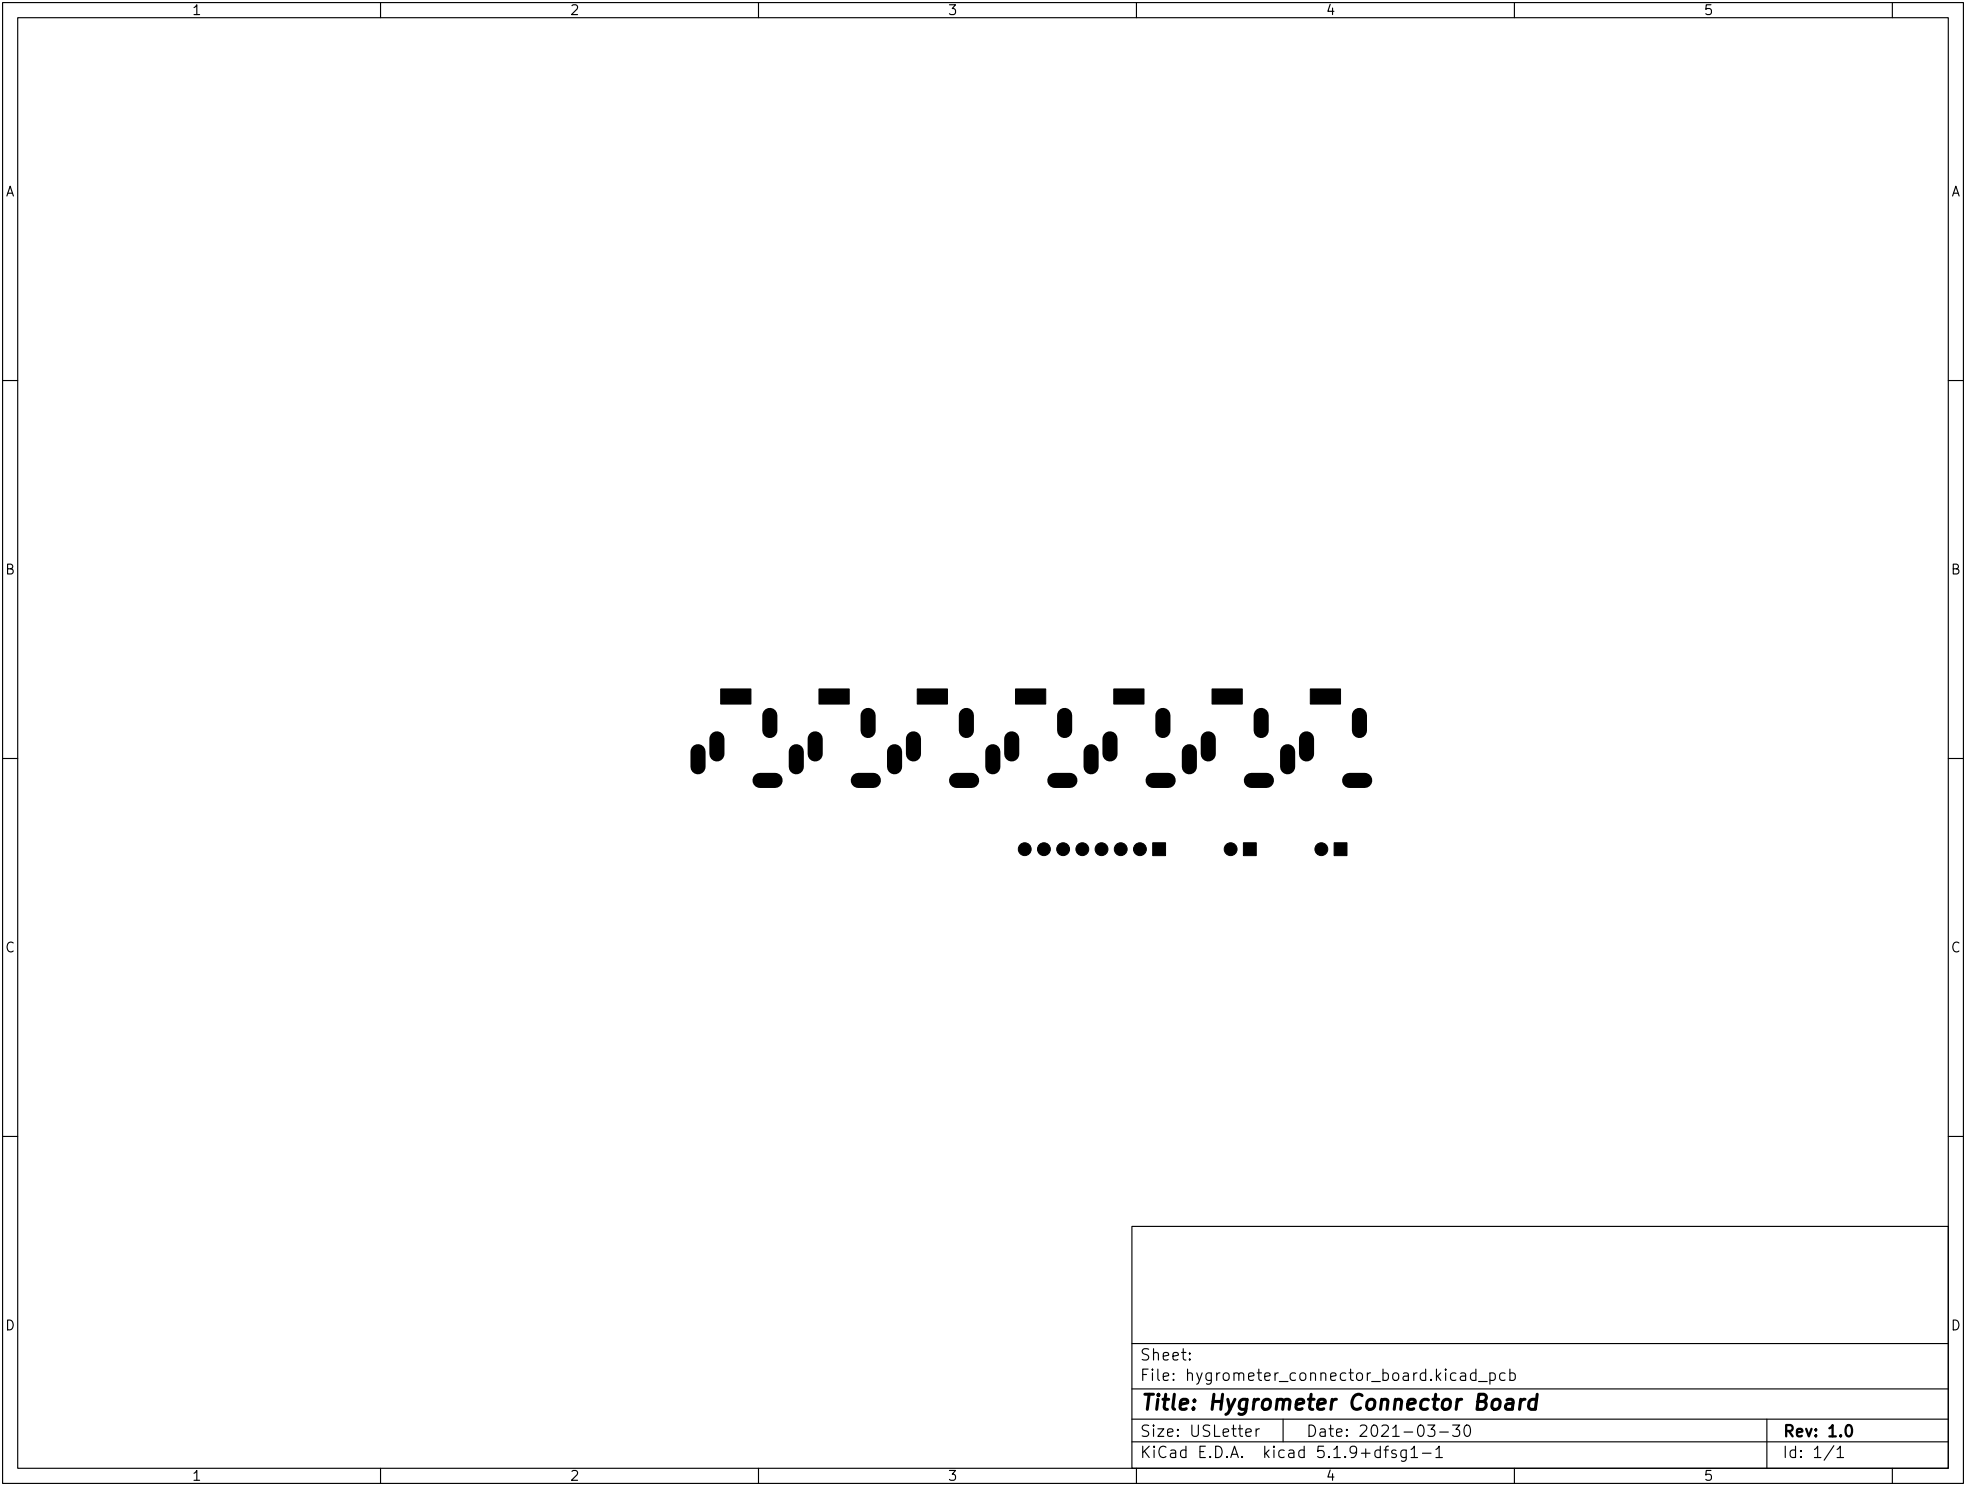 1 2 3 4 5
A A
B B
C C
D D
Sheet:
File: hygrometer_connector_board.kicad_pcb
Title: Hygrometer Connector Board
Size: USLetter Date: 2021-03-30 Rev: 1.0
KiCad E.D.A. kicad 5.1.9+dfsg1-1 Id: 1/1
1 2 3 4 5